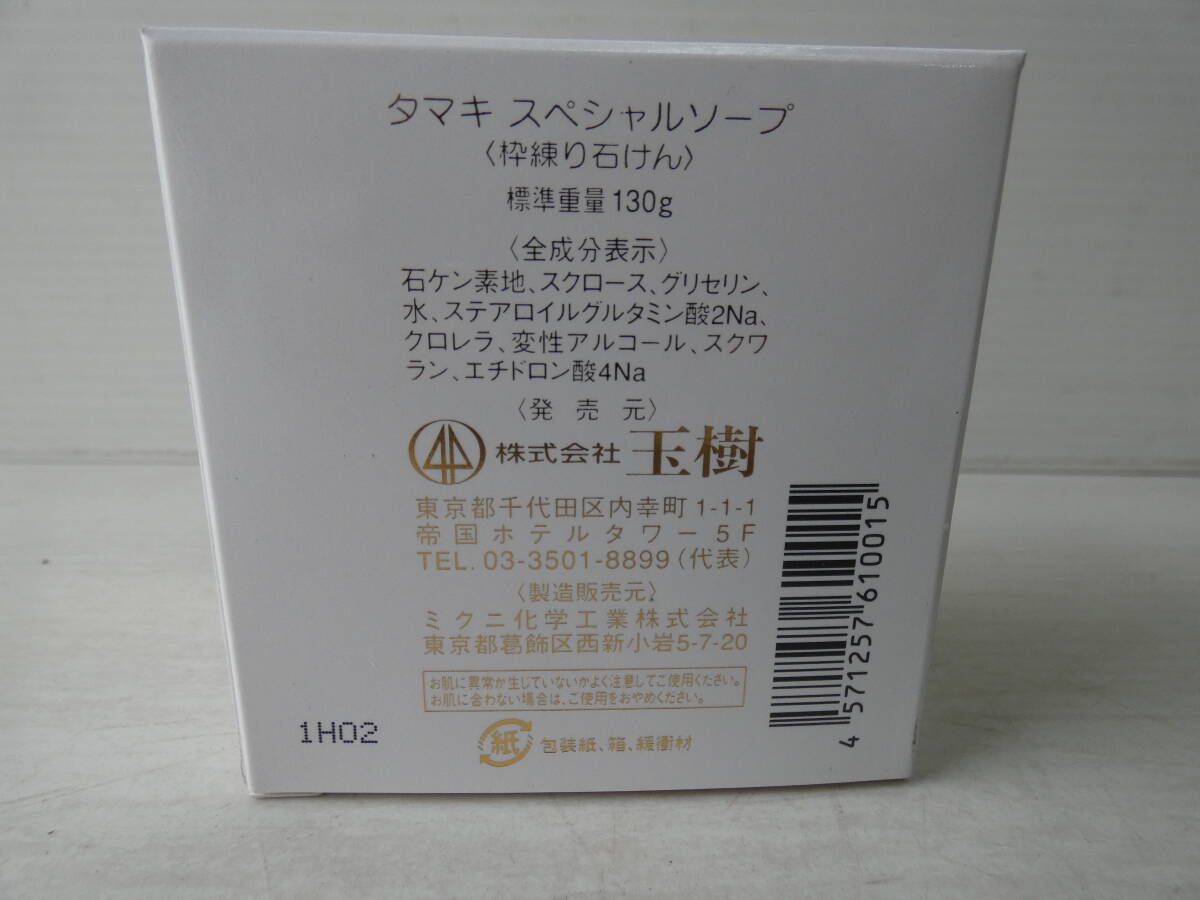 タマキ スペシャルソープ
〈枠練り石けん〉
標準重量130g
〈全成分表示〉
石ケン素地、スクロース、グリセリン、
水、ステアロイルグルタミン酸2Na、
クロレラ、変性アルコール、スクワ
ラン、エチドロン酸4Na
〈発売元〉
株式会社 玉樹
東京都千代田区内幸町1-1-1
帝国ホテルタワー5F
TEL. 03-3501-8899(代表)
〈製造販売元〉
ミクニ化学工業株式会社
東京都葛飾区西新小岩5-7-20
お肌に異常が生じていないかよく注意してご使用ください。
お肌に合わない場合は、ご使用をおやめください。
紙 包装紙、箱、緩衝材
1H02
4571257610015